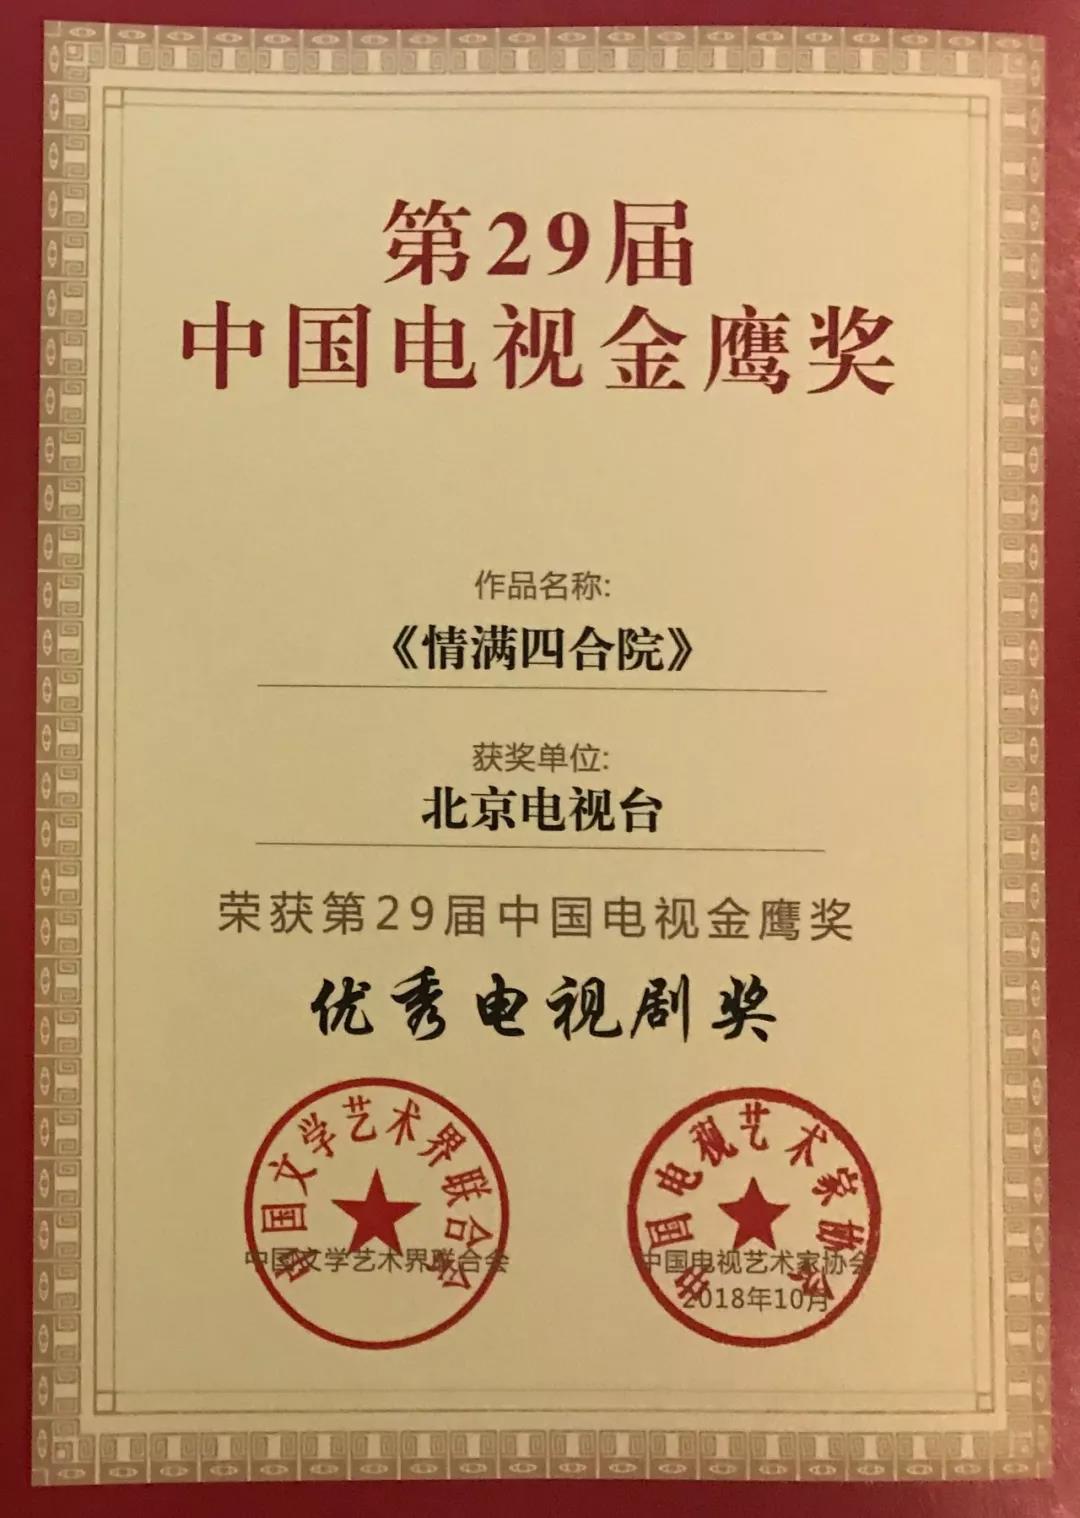 第29届
中国电视金鹰奖
作品名称:
《情满四合院》
获奖单位:
北京电视台
荣获第29届中国电视金鹰奖
优秀电视剧奖
中国文学艺术界联合会
中国文学艺术界联合会
中国电视艺术家协会
中国电视艺术家协会
2018年10月